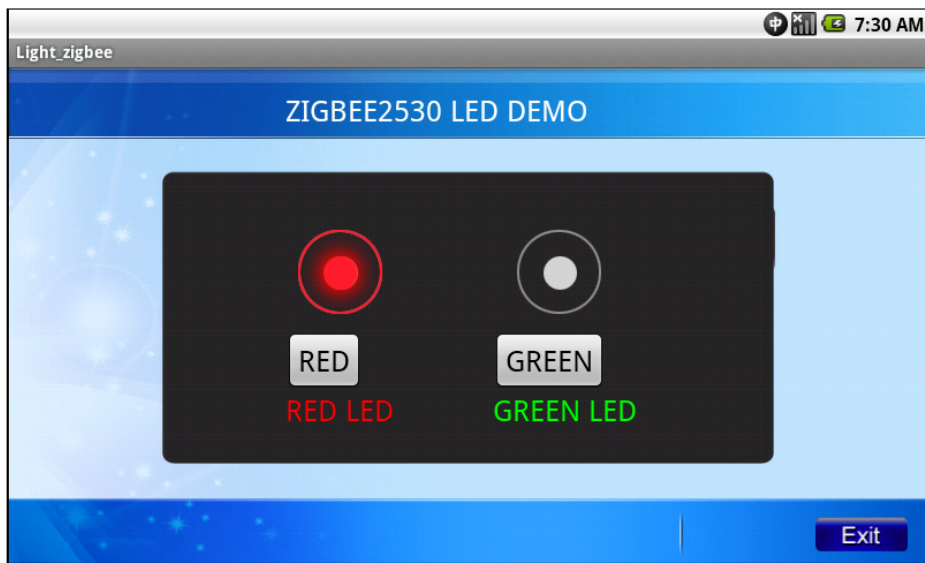 中 7:30 AM
Light_zigbee
ZIGBEE2530 LED DEMO
RED GREEN
RED LED GREEN LED
Exit